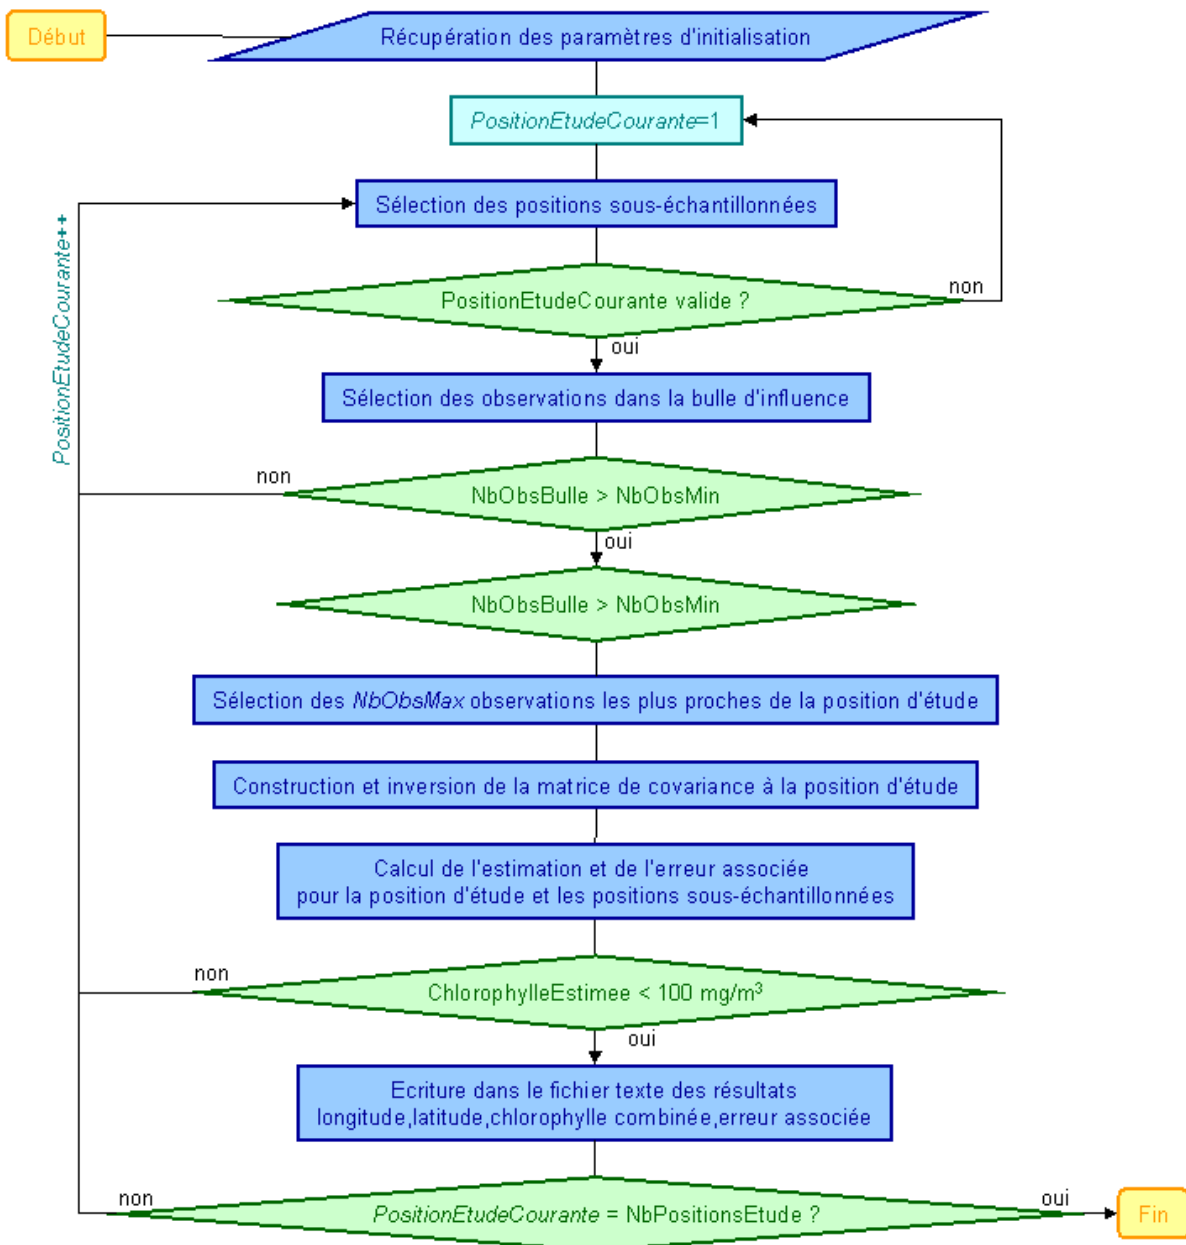 Début
Récupération des paramètres d'initialisation
PositionEtudeCourante=1
Sélection des positions sous-échantillonnées
PositionEtudeCourante++
PositionEtudeCourante valide ?
non
oui
Sélection des observations dans la bulle d'influence
non
NbObsBulle > NbObsMin
oui
NbObsBulle > NbObsMin
Sélection des NbObsMax observations les plus proches de la position d'étude
Construction et inversion de la matrice de covariance à la position d'étude
Calcul de l'estimation et de l'erreur associée
pour la position d'étude et les positions sous-échantillonnées
non
ChlorophylleEstimee < 100 mg/m³
oui
Ecriture dans le fichier texte des résultats
longitude,latitude,chlorophylle combinée,erreur associée
non
PositionEtudeCourante = NbPositionsEtude ?
oui
Fin